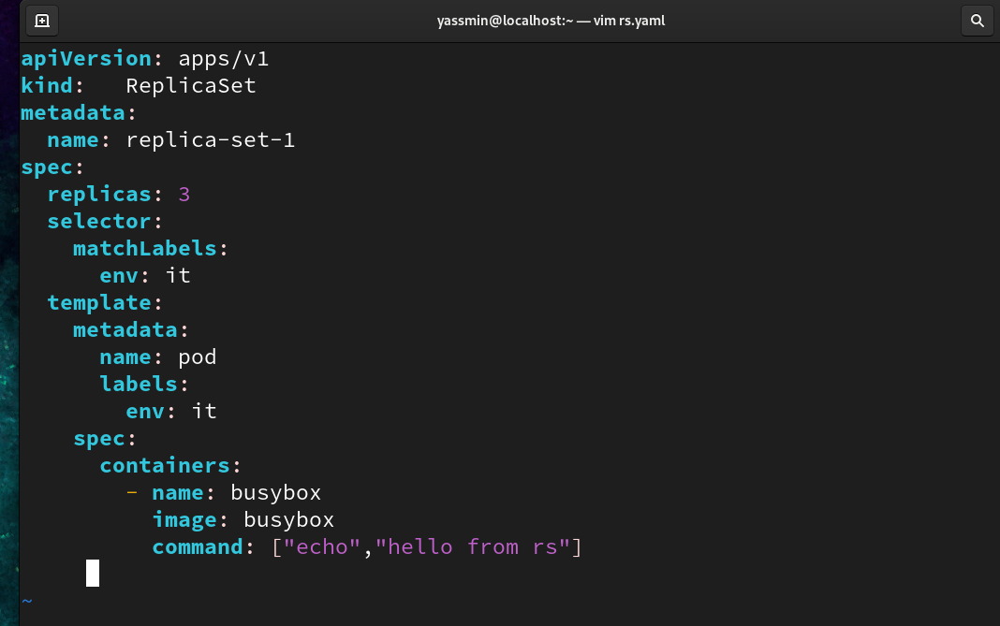 yassmin@localhost:~ — vim rs.yaml
apiVersion: apps/v1
kind:   ReplicaSet
metadata:
  name: replica-set-1
spec:
  replicas: 3
  selector:
    matchLabels:
      env: it
  template:
    metadata:
      name: pod
      labels:
        env: it
    spec:
      containers:
        - name: busybox
          image: busybox
          command: ["echo","hello from rs"]
~